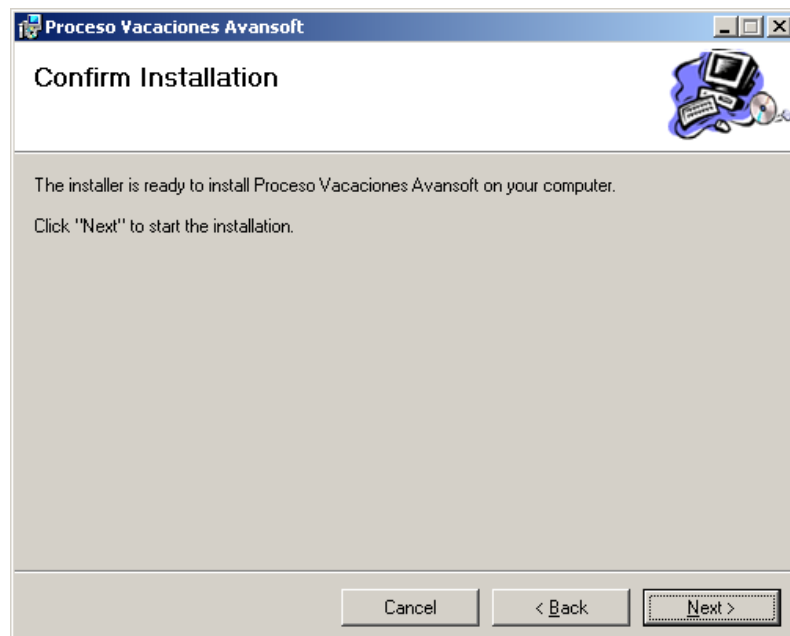 Proceso Vacaciones Avansoft
Confirm Installation
The installer is ready to install Proceso Vacaciones Avansoft on your computer.
Click "Next" to start the installation.
Cancel
< Back
Next >